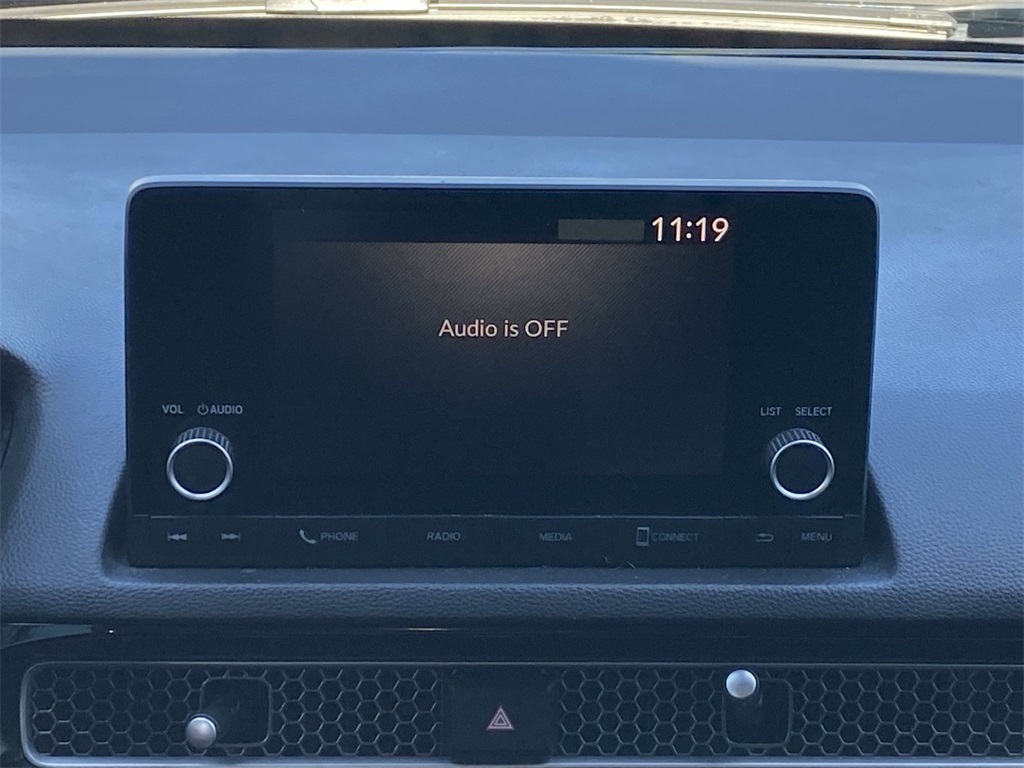 11:19
Audio is OFF
VOL AUDIO
LIST SELECT
PHONE RADIO MEDIA CONNECT MENU